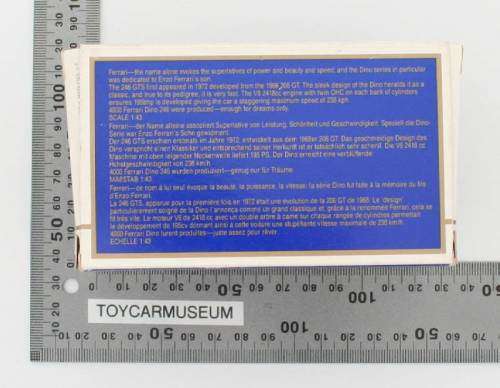 Ferrari—the name alone evokes the superlatives of power and beauty and speed, and the Dino series in particular
was dedicated to Enzo Ferrari's son.
The 246 GTS first appeared in 1972 developed from the 1968 206 GT. The sleek design of the Dino heralds it as a
classic, and true to its pedigree, it is very fast. The V6 2418cc engine with twin OHC on each bank of cylinders
ensures 195bhp is developed giving the car a staggering maximum speed of 238 kph.
4000 Ferrari Dino 246 were produced—enough for dreams only.
SCALE 1:43
Ferrari—der Name alleine assoziiert Superlative von Leistung, Schönheit und Geschwindigkeit. Speziell die Dino-
Serie war Enzo Ferrari's Sohn gewidmet.
Der 246 GTS erschien erstmals im Jahre 1972, entwickelt aus dem 1968er 206 GT. Das geschmeidige Design des
Dino verspricht einen Klassiker und entsprechend seiner Herkunft ist er tatsächlich sehr schnell. Die V6 2418 cc
Maschine mit oben liegender Nockenwelle liefert 195 PS. Der Dino erreicht eine verblüffende
Höchstgeschwindigkeit von 238 km/h.
4000 Ferrari Dino 246 wurden produziert—genug nur für Träume.
MAßSTAB 1:43
Ferrari—ce nom à lui seul évoque la beauté, la puissance, la vitesse; la série Dino fut faite à la mémoire du fils
d'Enzo Ferrari.
La 246 GTS, apparue pour la première fois en 1972 était une évolution de la 206 GT de 1968. Le 'design'
particulièrement soigné de la Dino l'annonce comme un grand classique et, grâce à la renommée Ferrari, cela se
fit très vite. Le moteur V6 de 2418 cc avec un double arbre à came sur chaque rangée de cylindres permettait
le développement de 195cv donnant ainsi à cette voiture une stupéfiante vitesse maximale de 238 km/h.
4000 Ferrari Dino furent produites—juste assez pour rêver.
ECHELLE 1:43
TOYCARMUSEUM